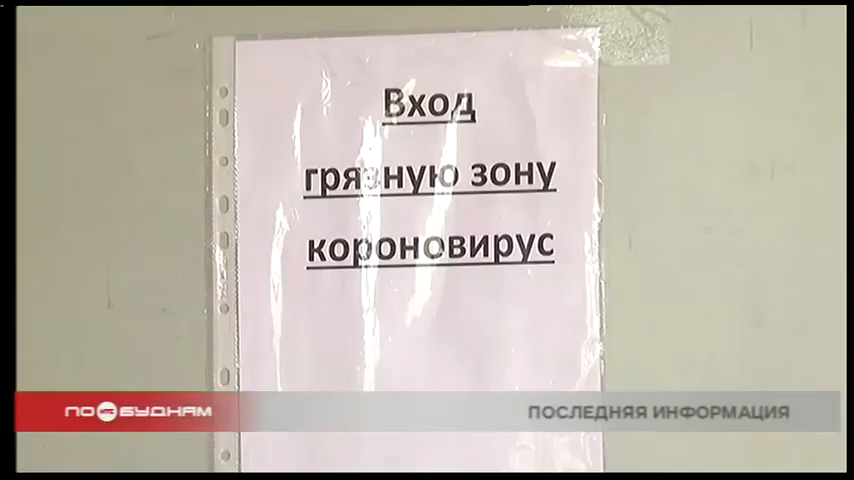 Вход
грязную зону
короновирус
ПО БУДНЯМ
ПОСЛЕДНЯЯ ИНФОРМАЦИЯ